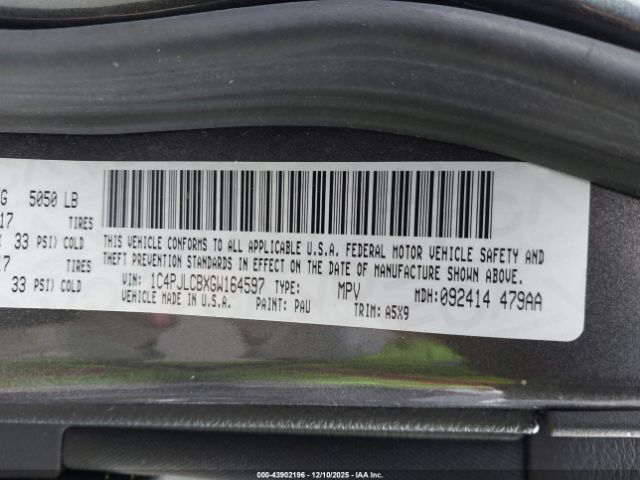 G 5050 LB
17 TIRES
33 PSI) COLD
7 TIRES
33 PSI) COLD
THIS VEHICLE CONFORMS TO ALL APPLICABLE U.S.A. FEDERAL MOTOR VEHICLE SAFETY AND
THEFT PREVENTION STANDARDS IN EFFECT ON THE DATE OF MANUFACTURE SHOWN ABOVE.
VIN: 1C4PJLCBXGW164597 TYPE: MPV MDH: 092414 479AA
VEHICLE MADE IN U.S.A. PAINT: PAU TRIM: A5X9
000-43902196 - 12/10/2025 - IAA Inc.